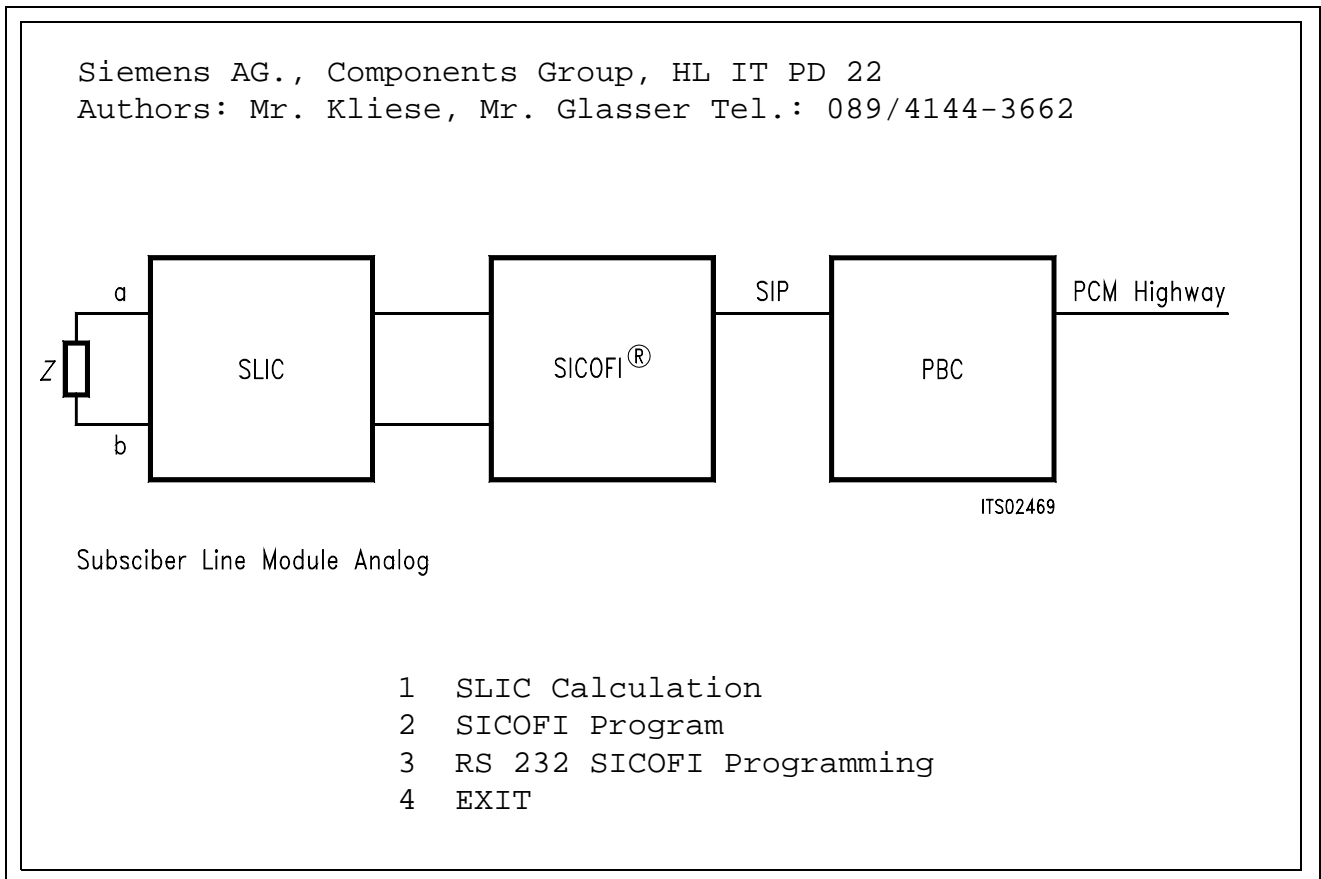 Siemens AG., Components Group, HL IT PD 22
Authors: Mr. Kliese, Mr. Glasser Tel.: 089/4144-3662
a
SIP
PCM Highway
Z
SLIC
SICOFI®
PBC
b
ITS02469
Subsciber Line Module Analog
1 SLIC Calculation
2 SICOFI Program
3 RS 232 SICOFI Programming
4 EXIT